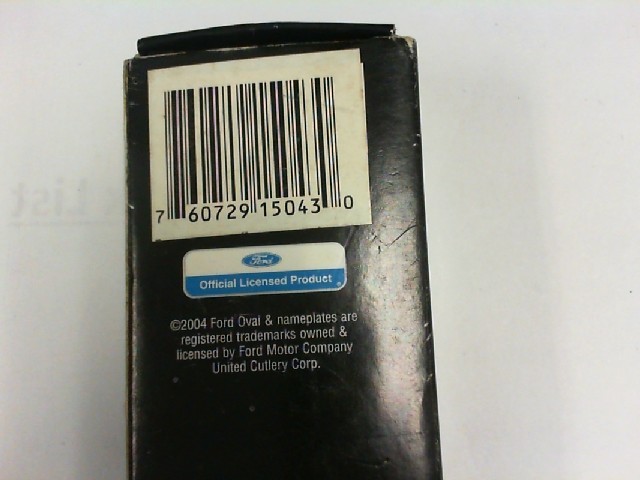 7 60729 15043 0
Ford
Official Licensed Product
©2004 Ford Oval & nameplates are
registered trademarks owned &
licensed by Ford Motor Company
United Cutlery Corp.
List